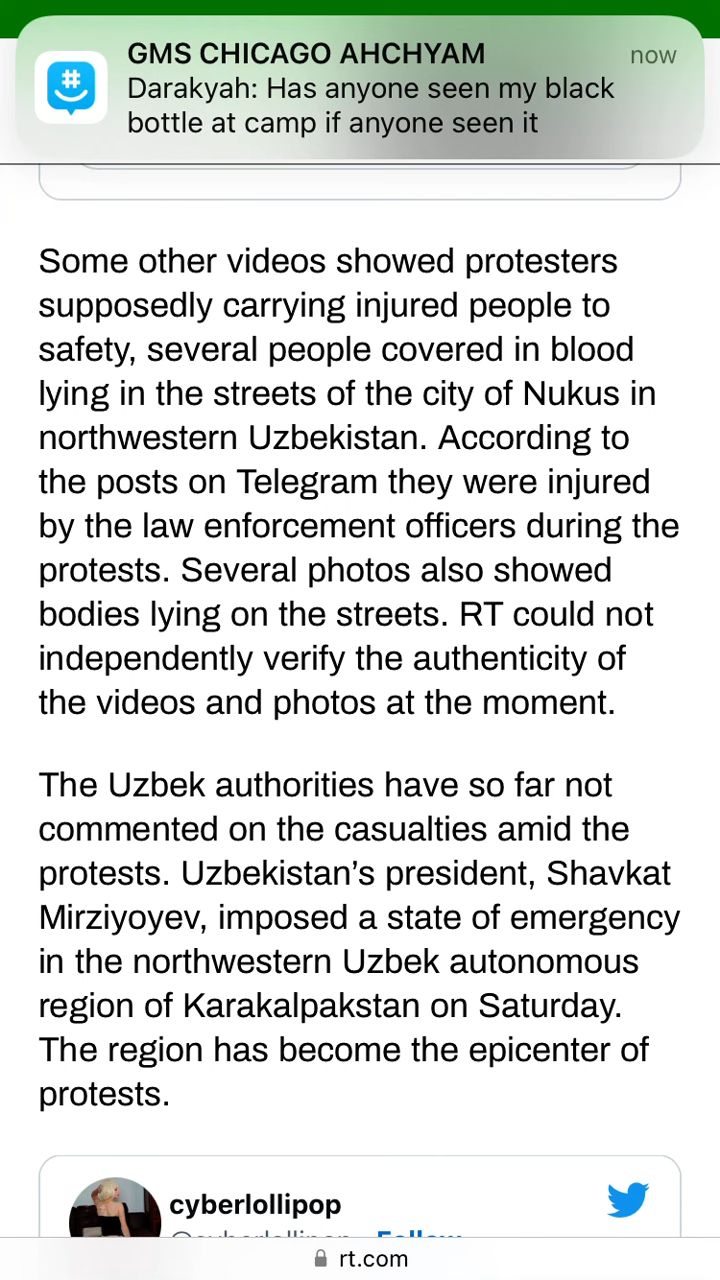 GMS CHICAGO AHCHYAM
now
Darakyah: Has anyone seen my black
bottle at camp if anyone seen it
Some other videos showed protesters
supposedly carrying injured people to
safety, several people covered in blood
lying in the streets of the city of Nukus in
northwestern Uzbekistan. According to
the posts on Telegram they were injured
by the law enforcement officers during the
protests. Several photos also showed
bodies lying on the streets. RT could not
independently verify the authenticity of
the videos and photos at the moment.
The Uzbek authorities have so far not
commented on the casualties amid the
protests. Uzbekistan’s president, Shavkat
Mirziyoyev, imposed a state of emergency
in the northwestern Uzbek autonomous
region of Karakalpakstan on Saturday.
The region has become the epicenter of
protests.
cyberlollipop
@cyberlollipop · Follow
rt.com